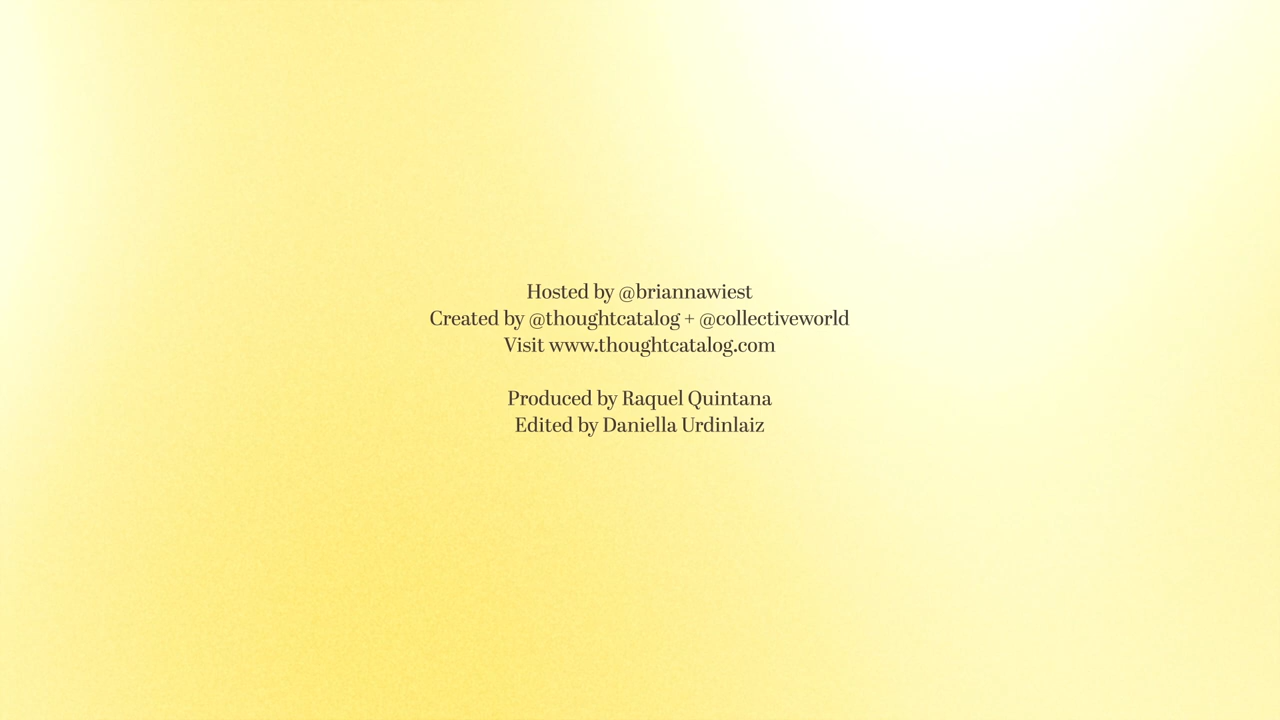 Hosted by @briannawiest
Created by @thoughtcatalog + @collectiveworld
Visit www.thoughtcatalog.com
Produced by Raquel Quintana
Edited by Daniella Urdinlaiz